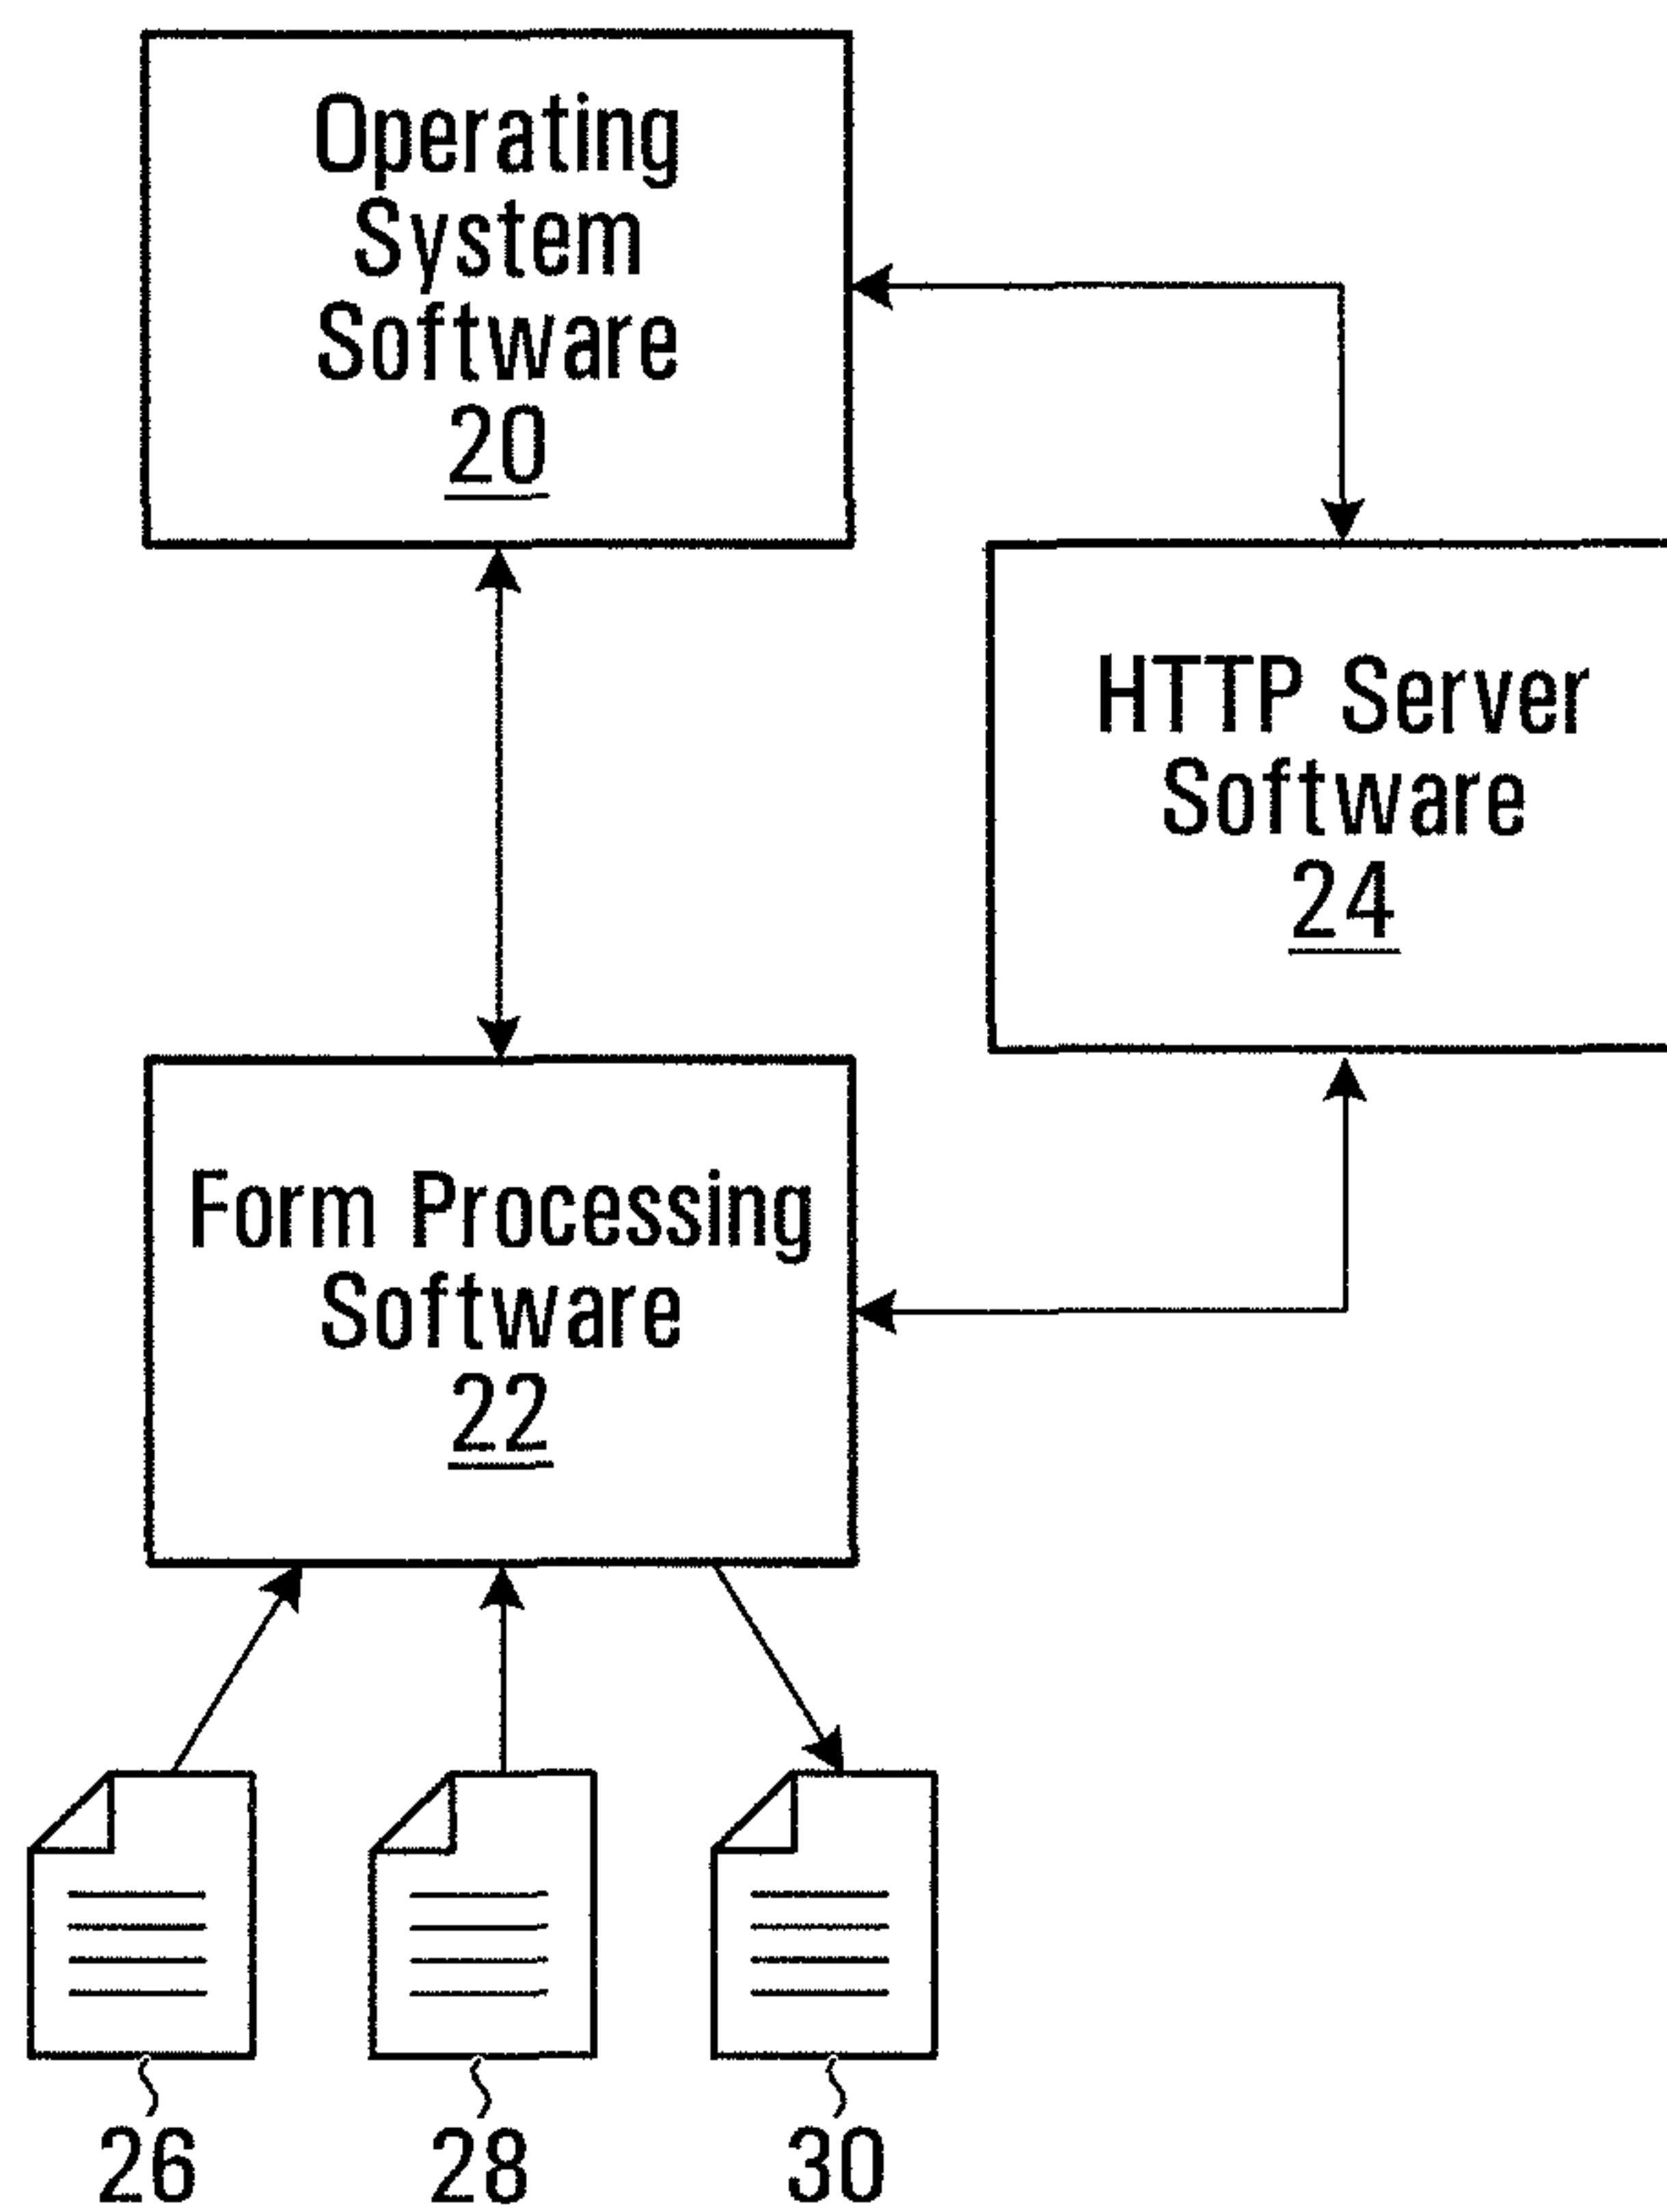 Operating
System
Software
20
HTTP Server
Software
24
Form Processing
Software
22
26
28
30